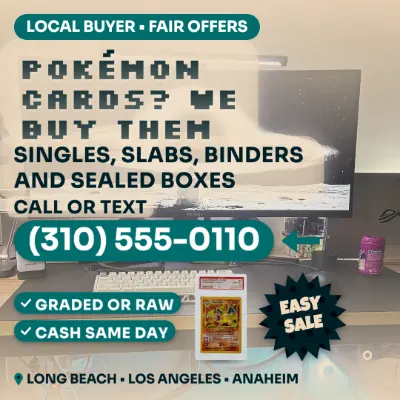 LOCAL BUYER • FAIR OFFERS
POKÉMON
CARDS? WE
BUY THEM
SINGLES, SLABS, BINDERS
AND SEALED BOXES
CALL OR TEXT
(310) 555-0110
✓ GRADED OR RAW
✓ CASH SAME DAY
EASY
SALE
LONG BEACH • LOS ANGELES • ANAHEIM